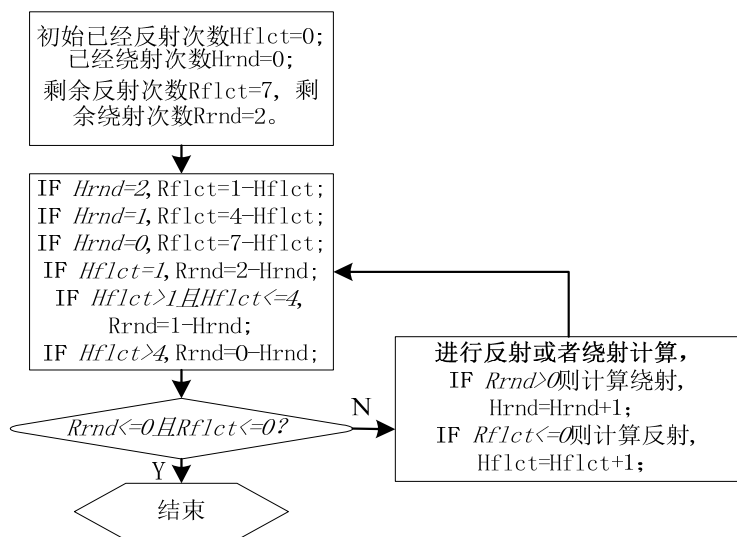 初始已经反射次数Hflct=0;
已经绕射次数Hrnd=0;
剩余反射次数Rflct=7, 剩
余绕射次数Rrnd=2。
IF Hrnd=2,Rflct=1-Hflct;
IF Hrnd=1,Rflct=4-Hflct;
IF Hrnd=0,Rflct=7-Hflct;
IF Hflct=1,Rrnd=2-Hrnd;
IF Hflct>1且Hflct<=4,
Rrnd=1-Hrnd;
IF Hflct>4,Rrnd=0-Hrnd;
Rrnd<=0且Rflct<=0?
N
进行反射或者绕射计算,
IF Rrnd>0则计算绕射,
Hrnd=Hrnd+1;
IF Rflct<=0则计算反射,
Hflct=Hflct+1;
Y
结束